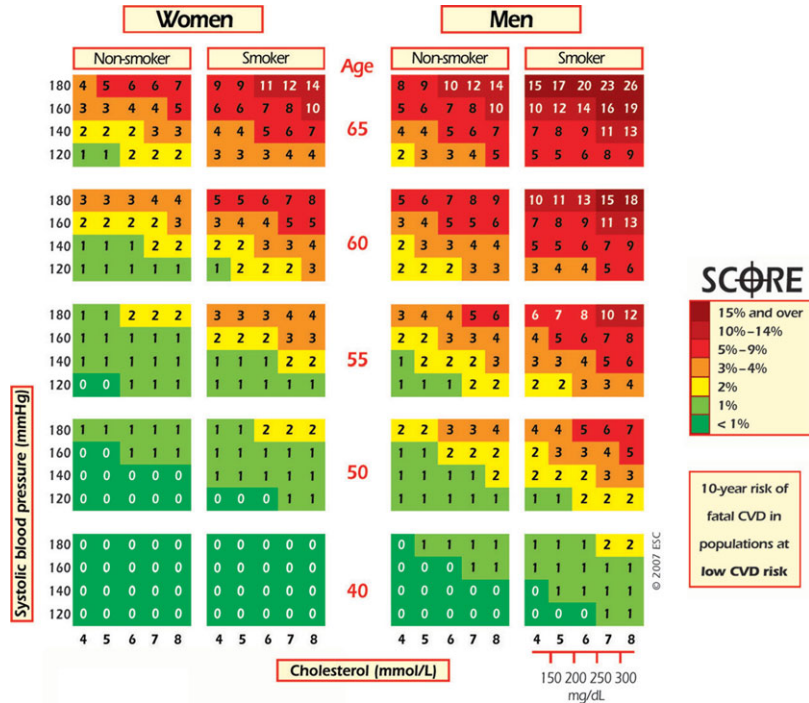 Women Men
Non-smoker Smoker Age Non-smoker Smoker
180 4 5 6 6 7 9 9 11 12 14 8 9 10 12 14 15 17 20 23 26
160 3 3 4 4 5 6 6 7 8 10 5 6 7 8 10 10 12 14 16 19
65
140 2 2 2 3 3 4 4 5 6 7 4 4 5 6 7 7 8 9 11 13
120 1 1 2 2 2 3 3 3 4 4 2 3 3 4 5 5 5 6 8 9
180 3 3 3 4 4 5 5 6 7 8 5 6 7 8 9 10 11 13 15 18
160 2 2 2 2 3 3 4 4 5 5 3 4 5 5 6 7 8 9 11 13
60
140 1 1 1 2 2 2 2 3 3 4 2 3 3 4 4 5 5 6 7 9
120 1 1 1 1 1 1 2 2 2 3 2 2 2 3 3 3 4 4 5 6
180 1 1 2 2 2 3 3 3 4 4 3 4 4 5 6 6 7 8 10 12
160 1 1 1 1 1 2 2 2 3 3 2 2 3 3 4 4 5 6 7 8
55
140 1 1 1 1 1 1 1 1 2 2 1 2 2 2 3 3 3 4 5 6
120 0 0 1 1 1 1 1 1 1 1 1 1 1 2 2 2 2 3 3 4
180 1 1 1 1 1 1 1 2 2 2 2 2 3 3 4 4 4 5 6 7
160 0 0 1 1 1 1 1 1 1 1 1 1 2 2 2 2 3 3 4 5
50
140 0 0 0 0 0 1 1 1 1 1 1 1 1 1 2 2 2 2 3 3
120 0 0 0 0 0 0 0 0 1 1 1 1 1 1 1 1 1 2 2 2
180 0 0 0 0 0 0 0 0 0 0 0 1 1 1 1 1 1 1 2 2
160 0 0 0 0 0 0 0 0 0 0 0 0 0 1 1 1 1 1 1 1
40
140 0 0 0 0 0 0 0 0 0 0 0 0 0 0 0 0 1 1 1 1
120 0 0 0 0 0 0 0 0 0 0 0 0 0 0 0 0 0 0 1 1
4 5 6 7 8 4 5 6 7 8 4 5 6 7 8 4 5 6 7 8
Systolic blood pressure (mmHg)
Cholesterol (mmol/L)
150 200 250 300
mg/dL
© 2007 ESC
SCORE
15% and over
10%–14%
5%–9%
3%–4%
2%
1%
< 1%
10-year risk of
fatal CVD in
populations at
low CVD risk